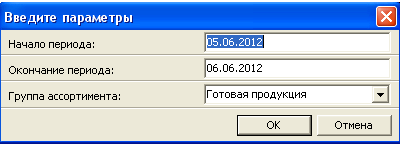 Введите параметры
Начало периода: 05.06.2012
Окончание периода: 06.06.2012
Группа ассортимента: Готовая продукция
OK Отмена